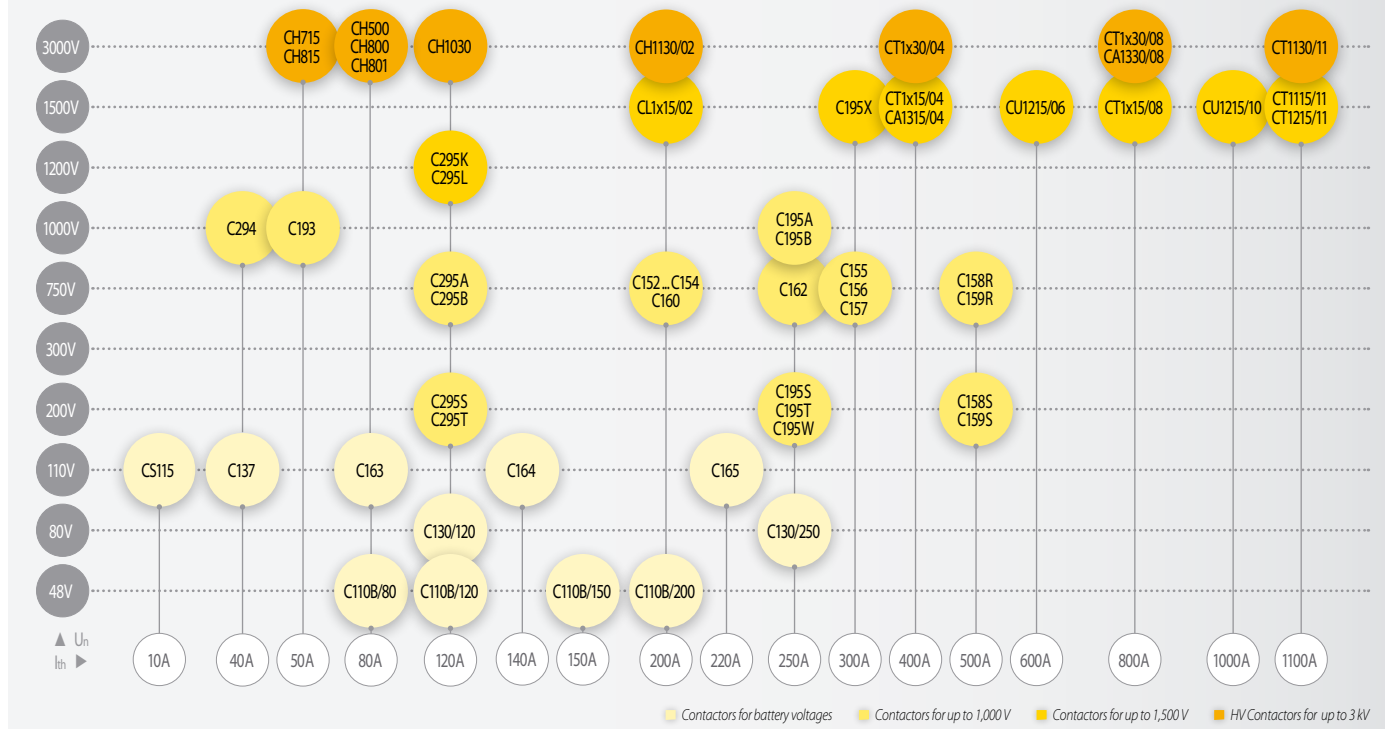 3000V
CH715
CH815
CH500
CH800
CH801
CH1030
CH1130/02
CT1x30/04
CT1x30/08
CA1330/08
CT1130/11
1500V
CL1x15/02
C195X
CT1x15/04
CA1315/04
CU1215/06
CT1x15/08
CU1215/10
CT1115/11
CT1215/11
1200V
C295K
C295L
1000V
C294
C193
C195A
C195B
750V
C295A
C295B
C152...C154
C160
C162
C155
C156
C157
C158R
C159R
300V
200V
C295S
C295T
C195S
C195T
C195W
C158S
C159S
110V
CS115
C137
C163
C164
C165
80V
C130/120
C130/250
48V
C110B/80
C110B/120
C110B/150
C110B/200
▲ Un
Ith ▶
10A
40A
50A
80A
120A
140A
150A
200A
220A
250A
300A
400A
500A
600A
800A
1000A
1100A
Contactors for battery voltages
Contactors for up to 1,000 V
Contactors for up to 1,500 V
HV Contactors for up to 3 kV